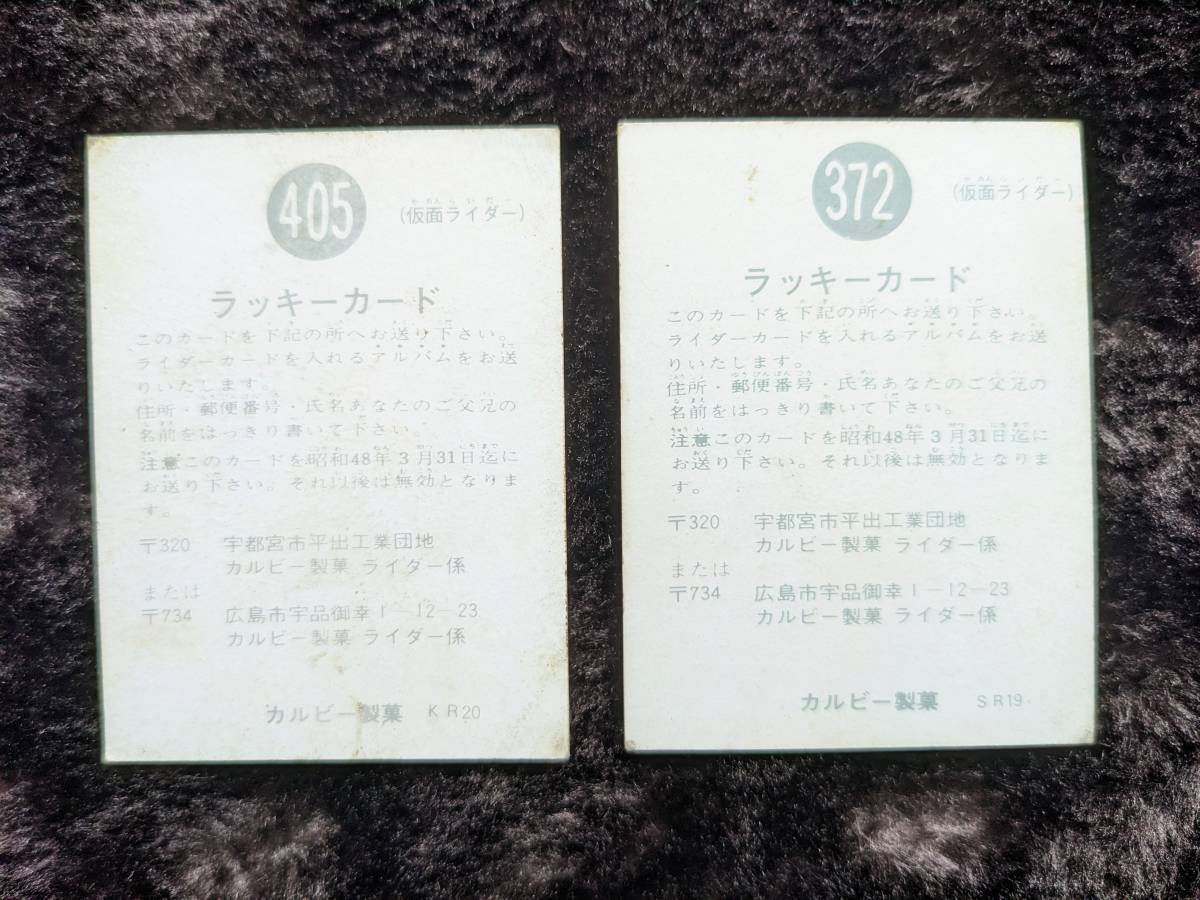 405
(仮面ライダー)
ラッキーカード
このカードを下記の所へお送り下さい。
ライダーカードを入れるアルバムをお送
りいたします。
住所・郵便番号・氏名あなたのご父兄の
名前をはっきり書いて下さい。
注意このカードを昭和48年3月31日迄に
お送り下さい。それ以後は無効となりま
す。
〒320 宇都宮市平出工業団地
カルビー製菓 ライダー係
または
〒734 広島市宇品御幸1-12-23
カルビー製菓 ライダー係
カルビー製菓 KR20
372
(仮面ライダー)
ラッキーカード
このカードを下記の所へお送り下さい。
ライダーカードを入れるアルバムをお送
りいたします。
住所・郵便番号・氏名あなたのご父兄の
名前をはっきり書いて下さい。
注意このカードを昭和48年3月31日迄に
お送り下さい。それ以後は無効となりま
す。
〒320 宇都宮市平出工業団地
カルビー製菓 ライダー係
または
〒734 広島市宇品御幸1-12-23
カルビー製菓 ライダー係
カルビー製菓 SR19